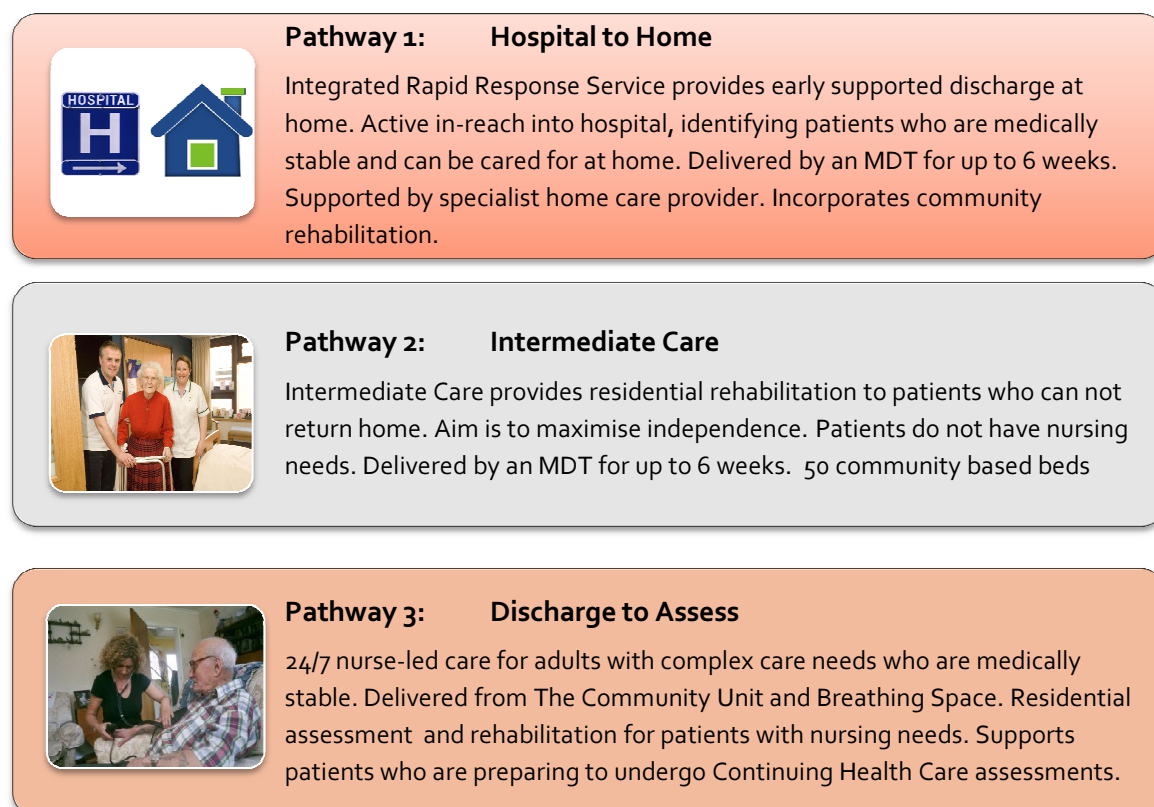 Pathway 1: Hospital to Home
HOSPITAL
H
Integrated Rapid Response Service provides early supported discharge at
home. Active in-reach into hospital, identifying patients who are medically
stable and can be cared for at home. Delivered by an MDT for up to 6 weeks.
Supported by specialist home care provider. Incorporates community
rehabilitation.
Pathway 2: Intermediate Care
Intermediate Care provides residential rehabilitation to patients who can not
return home. Aim is to maximise independence. Patients do not have nursing
needs. Delivered by an MDT for up to 6 weeks. 50 community based beds
Pathway 3: Discharge to Assess
24/7 nurse-led care for adults with complex care needs who are medically
stable. Delivered from The Community Unit and Breathing Space. Residential
assessment and rehabilitation for patients with nursing needs. Supports
patients who are preparing to undergo Continuing Health Care assessments.